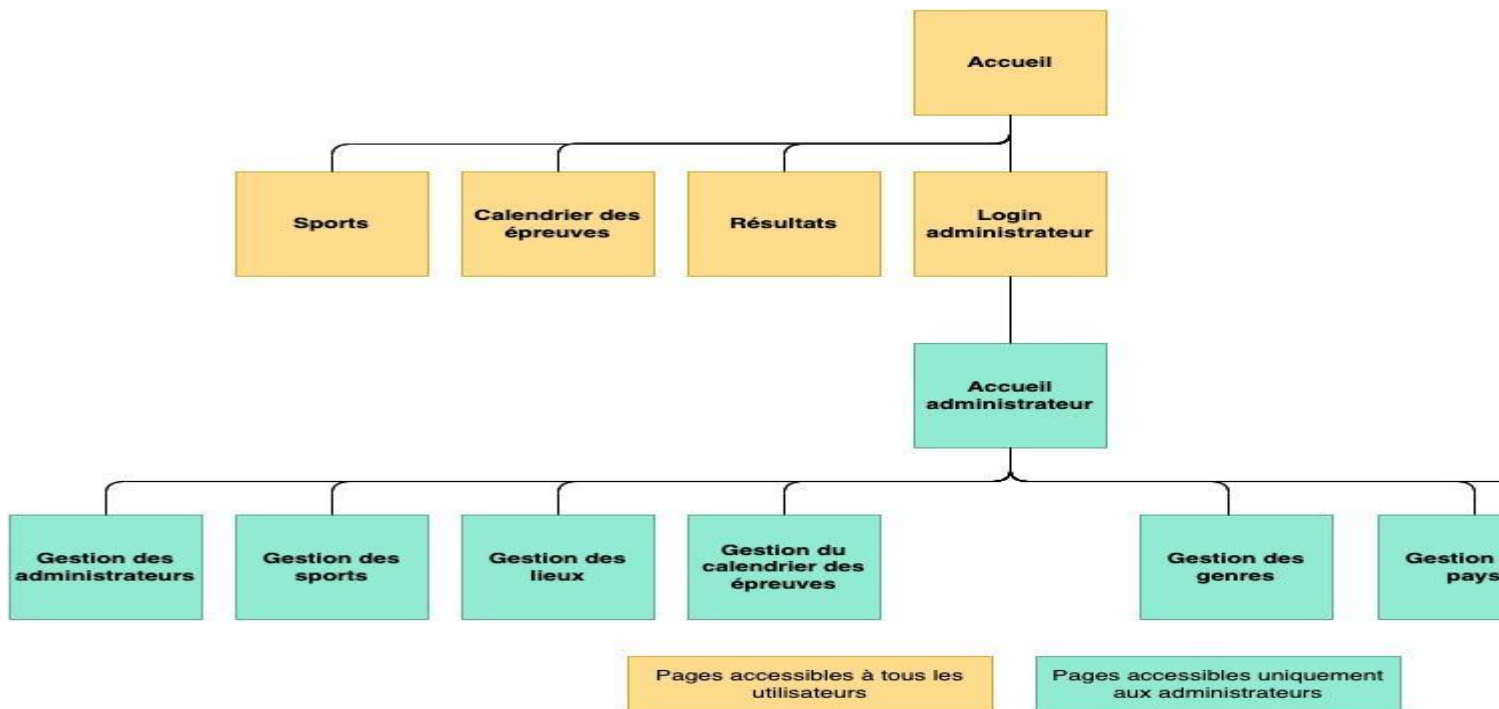 Accueil
Sports
Calendrier des
épreuves
Résultats
Login
administrateur
Accueil
administrateur
Gestion des
administrateurs
Gestion des
sports
Gestion des
lieux
Gestion du
calendrier des
épreuves
Gestion des
genres
Gestion
pays
Pages accessibles à tous les
utilisateurs
Pages accessibles uniquement
aux administrateurs